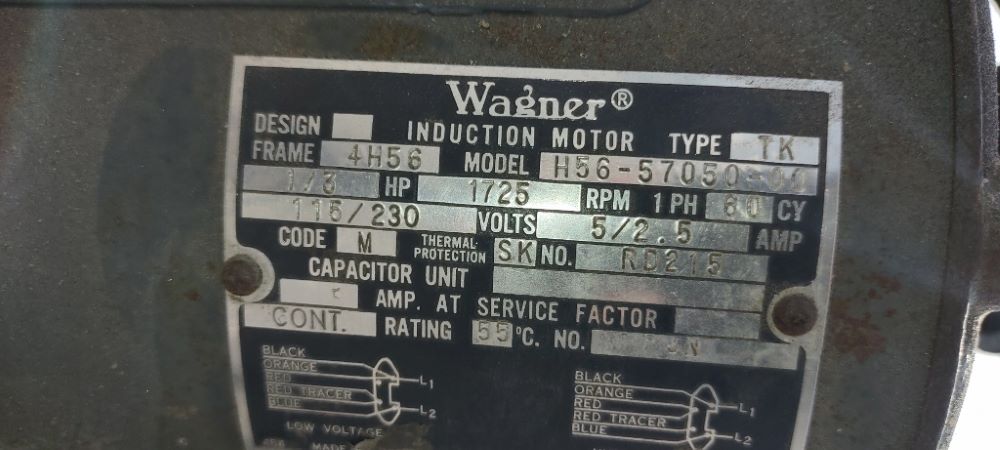 Wagner®
DESIGN INDUCTION MOTOR TYPE TK
FRAME 4H56 MODEL H56-57050-00
1/3 HP 1725 RPM 1 PH 60 CY
115/230 VOLTS 5/2.5 AMP
CODE M THERMAL PROTECTION SK NO. RD215
CAPACITOR UNIT
AMP. AT SERVICE FACTOR
CONT. RATING 55°C. NO.
BLACK
ORANGE
RED
RED TRACER
BLUE
L1
L2
LOW VOLTAGE
MADE
BLACK
ORANGE
RED
RED TRACER
BLUE
L1
L2